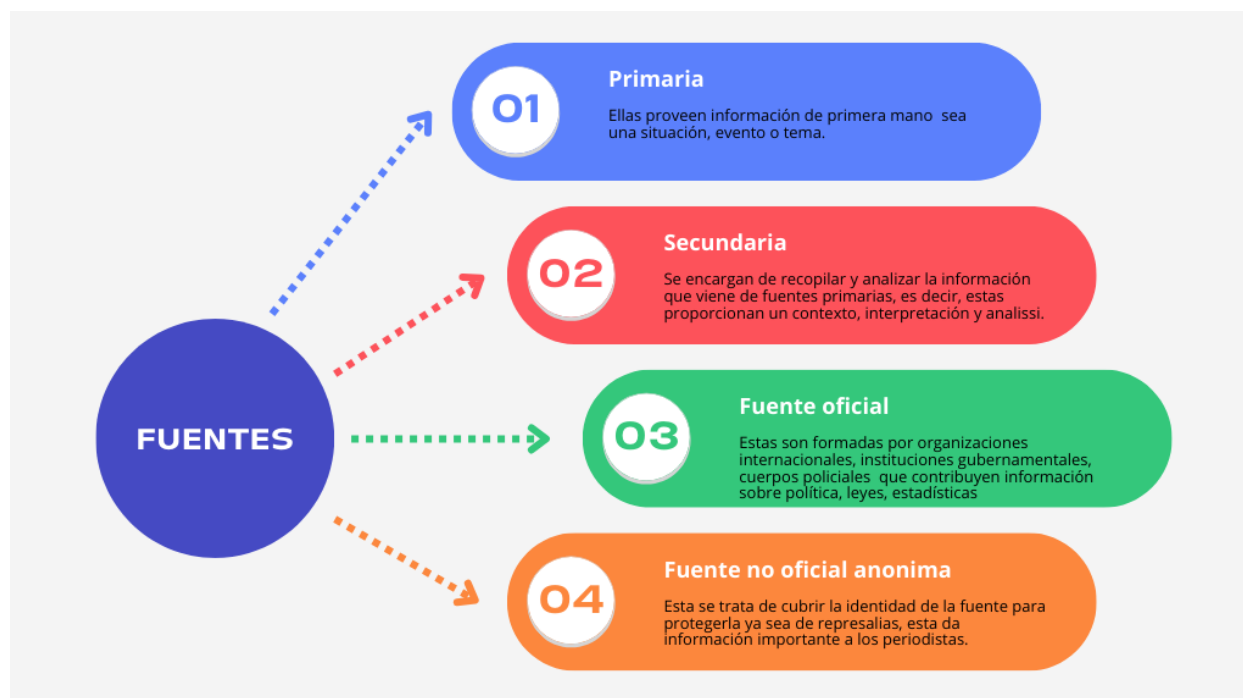 FUENTES
01
Primaria
Ellas proveen información de primera mano  sea
una situación, evento o tema.
02
Secundaria
Se encargan de recopilar y analizar la información
que viene de fuentes primarias, es decir, estas
proporcionan un contexto, interpretación y analissi.
03
Fuente oficial
Estas son formadas por organizaciones
internacionales, instituciones gubernamentales,
cuerpos policiales  que contribuyen información
sobre política, leyes, estadísticas
04
Fuente no oficial anonima
Esta se trata de cubrir la identidad de la fuente para
protegerla ya sea de represalias, esta da
información importante a los periodistas.